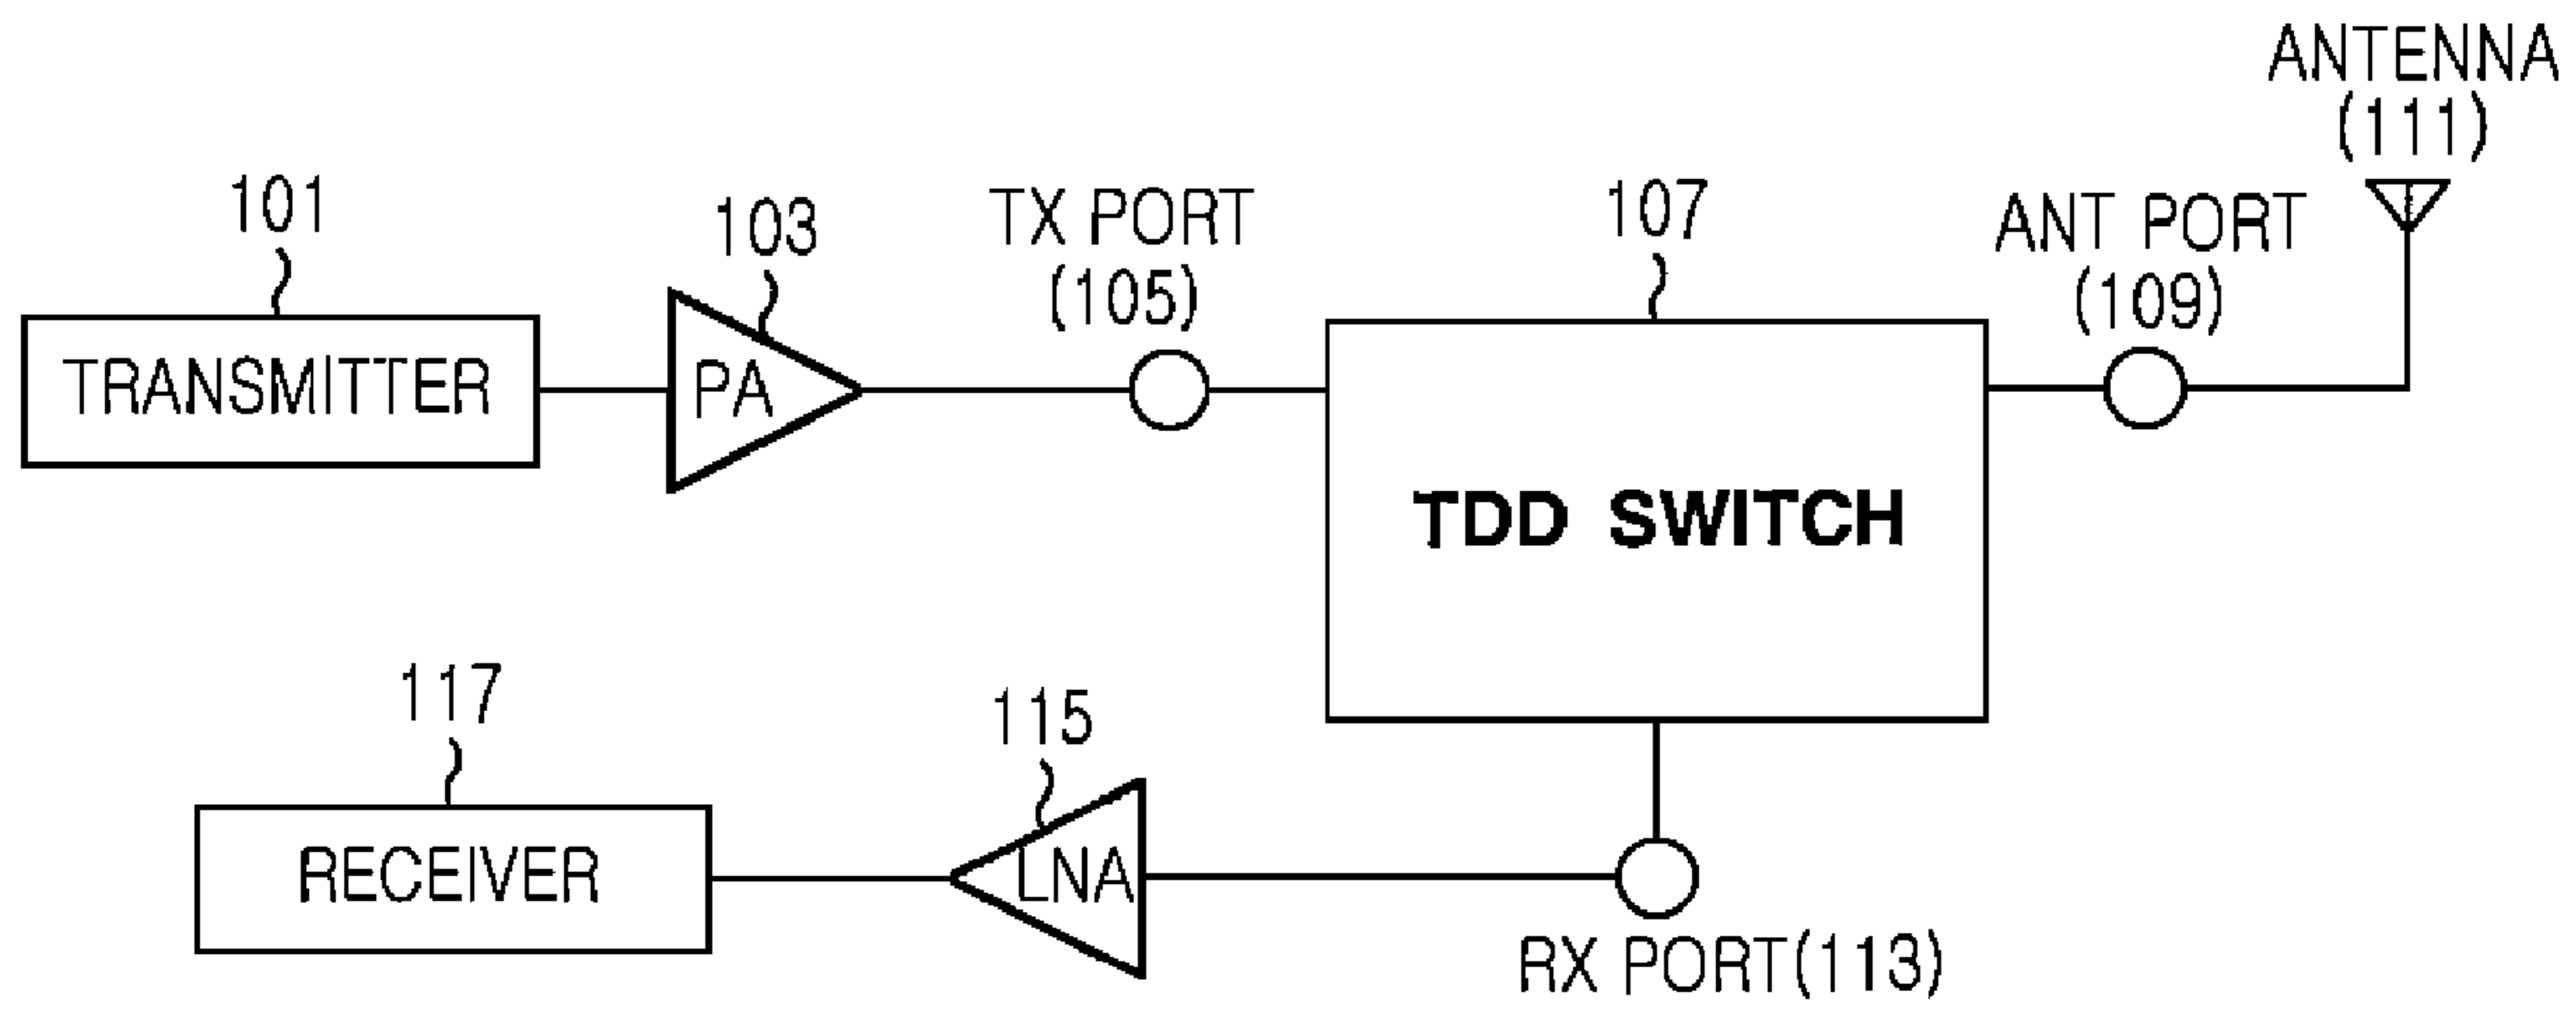 ANTENNA
(111)
101
103
TX PORT
(105)
107
ANT PORT
(109)
TRANSMITTER
PA
TDD SWITCH
117
115
RECEIVER
LNA
RX PORT(113)